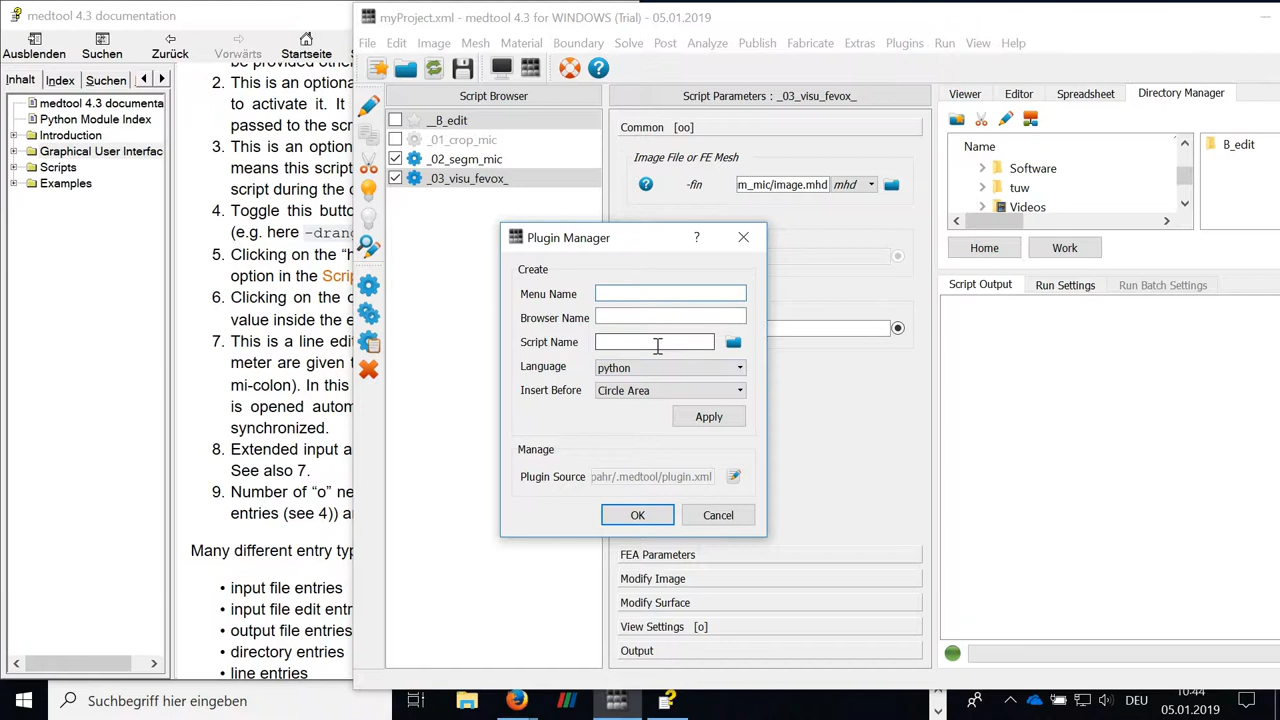 medtool 4.3 documentation
Ausblenden
Suchen
Zurück
Vorwärts
Startseite
Inhalt
Index
Suchen
medtool 4.3 documenta
Python Module Index
Introduction
Graphical User Interfac
Scripts
Examples
2. This is an optiona
to activate it. It
passed to the scr
3. This is an option
means this script
script during the c
4. Toggle this butt
(e.g. here -drang
5. Clicking on the "h
option in the Scrip
6. Clicking on the c
value inside the e
7. This is a line edit
meter are given t
mi-colon). In this
is opened autom
synchronized.
8. Extended input a
See also 7.
9. Number of "o" ne
entries (see 4)) ar
Many different entry typ
• input file entries
• input file edit entr
• output file entries
• directory entries
• line entries
myProject.xml - medtool 4.3 for WINDOWS (Trial) - 05.01.2019
File Edit Image Mesh Material Boundary Solve Post Analyze Publish Fabricate Extras Plugins Run View Help
Script Browser
__B_edit
_01_crop_mic
_02_segm_mic
_03_visu_fevox_
Script Parameters : _03_visu_fevox_
Common [oo]
Image File or FE Mesh
-fin
m_mic/image.mhd
mhd
FEA Parameters
Modify Image
Modify Surface
View Settings [o]
Output
Plugin Manager
?
Create
Menu Name
Browser Name
Script Name
Language
python
Insert Before
Circle Area
Apply
Manage
Plugin Source
pahr/.medtool/plugin.xml
OK
Cancel
Viewer
Editor
Spreadsheet
Directory Manager
Name
Software
tuw
Videos
B_edit
Home
Work
Script Output
Run Settings
Run Batch Settings
Suchbegriff hier eingeben
DEU
10:44
05.01.2019